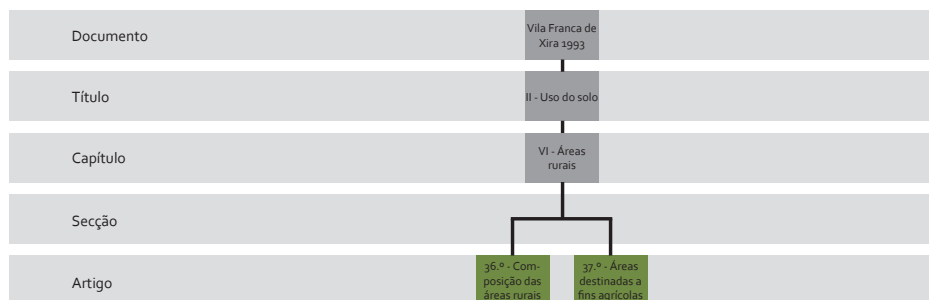 Documento
Vila Franca de
Xira 1993
Título
II - Uso do solo
Capítulo
VI - Áreas
rurais
Secção
Artigo
36.º - Com-
posição das
áreas rurais
37.º - Áreas
destinadas a
fins agrícolas